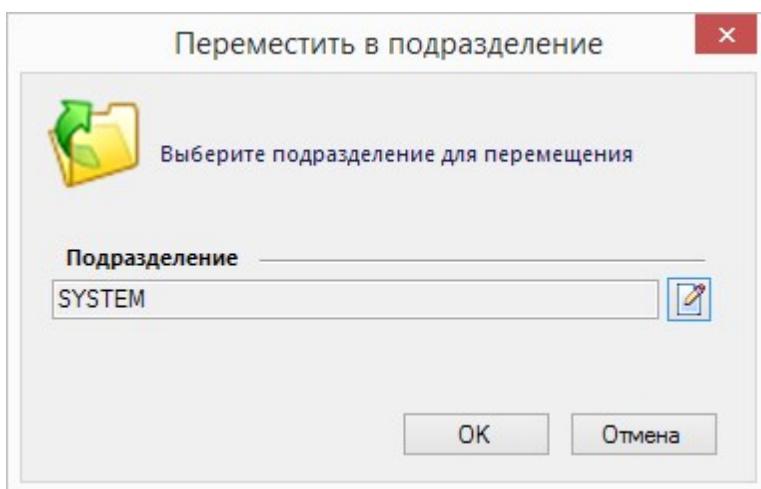 Переместить в подразделение
Выберите подразделение для перемещения
Подразделение
SYSTEM
OK
Отмена